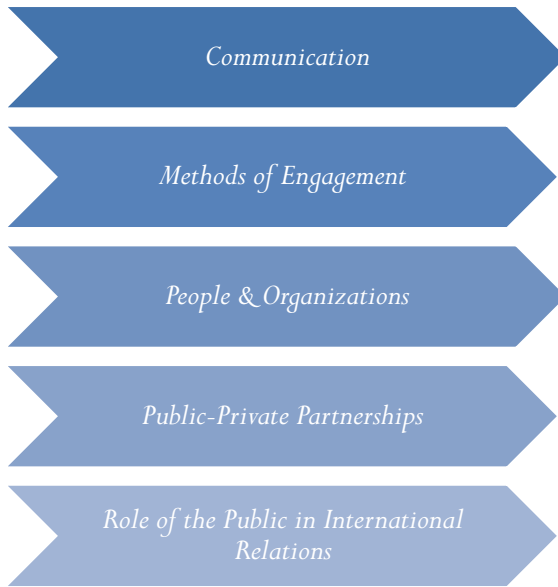 Communication
Methods of Engagement
People & Organizations
Public-Private Partnerships
Role of the Public in International
Relations